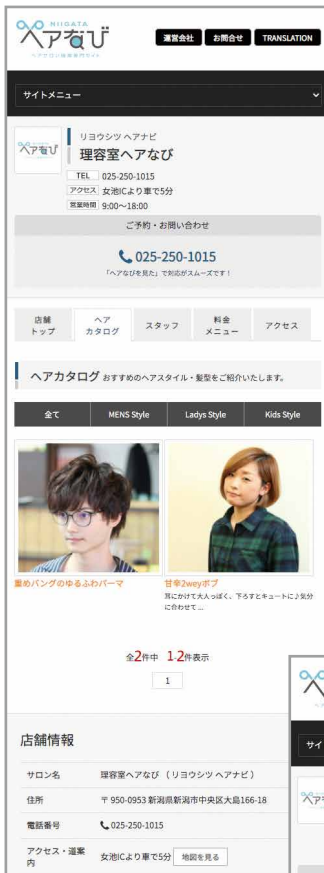 NIIGATA
ヘアなび
ヘアサロン検索専門サイト
運営会社 お問合せ TRANSLATION
サイトメニュー
ヘアなび
リヨウシツ ヘアナビ
理容室ヘアなび
TEL 025-250-1015
アクセス 女池ICより車で5分
営業時間 9:00〜18:00
ご予約・お問い合わせ
025-250-1015
「ヘアなびを見た」で対応がスムーズです！
店舗トップ ヘアカタログ スタッフ 料金メニュー アクセス
ヘアカタログ おすすめのヘアスタイル・髪型をご紹介いたします。
全て MENS Style Ladys Style Kids Style
重めバングのゆるふわパーマ
甘辛2weyボブ
耳にかけて大人っぽく、下ろすとキュートに♪気分
に合わせて ...
全2件中 1-2件表示
1
店舗情報
サロン名 理容室ヘアなび （ リヨウシツ ヘアナビ ）
住所 〒 950-0953 新潟県新潟市中央区大島166-18
電話番号 025-250-1015
アクセス・道案内 女池ICより車で5分 地図を見る
サイ
ヘアな